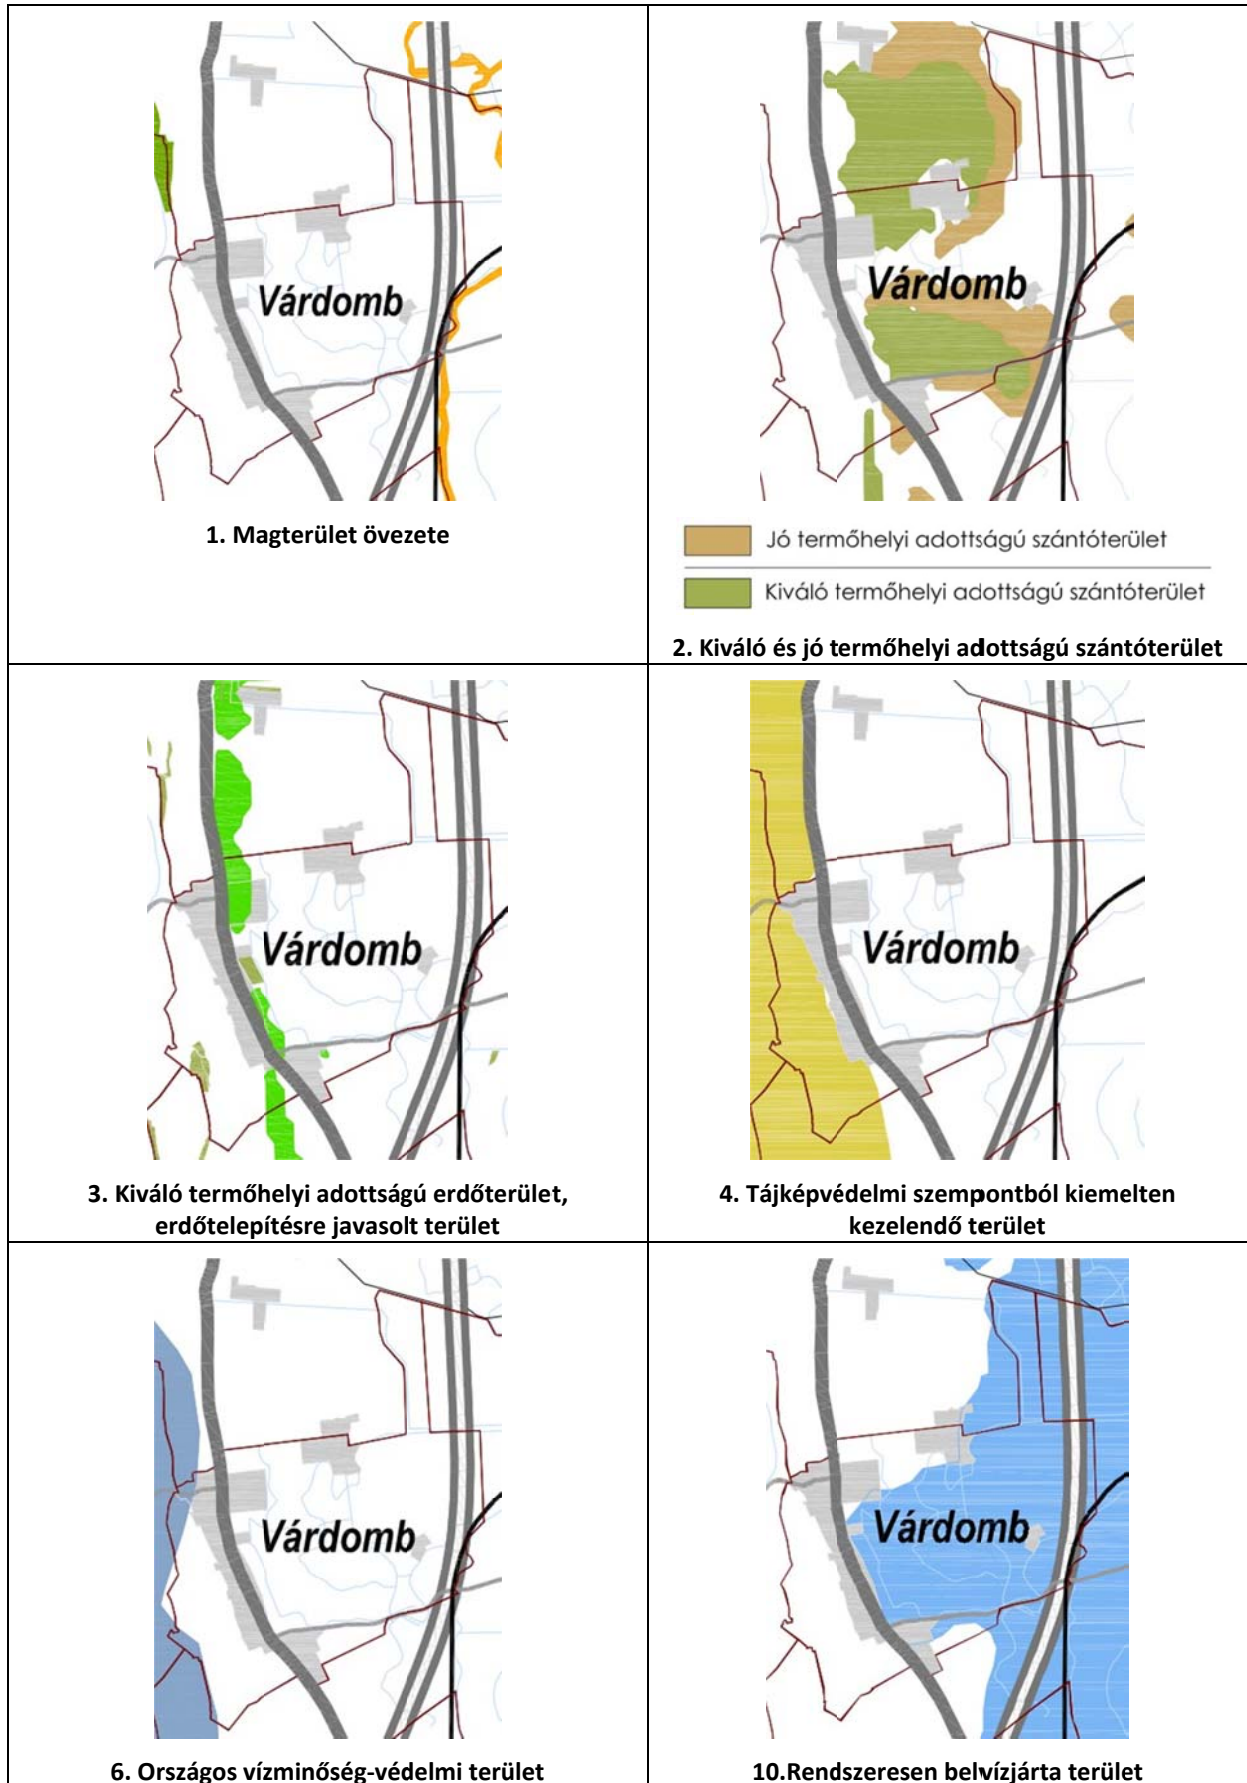 Várdomb
1. Magterület övezete
Várdomb
Jó termőhelyi adottságú szántóterület
Kiváló termőhelyi adottságú szántóterület
2. Kiváló és jó termőhelyi adottságú szántóterület
Várdomb
3. Kiváló termőhelyi adottságú erdőterület,
erdőtelepítésre javasolt terület
Várdomb
4. Tájképvédelmi szempontból kiemelten
kezelendő terület
Várdomb
6. Országos vízminőség-védelmi terület
Várdomb
10.Rendszeresen belvízjárta terület